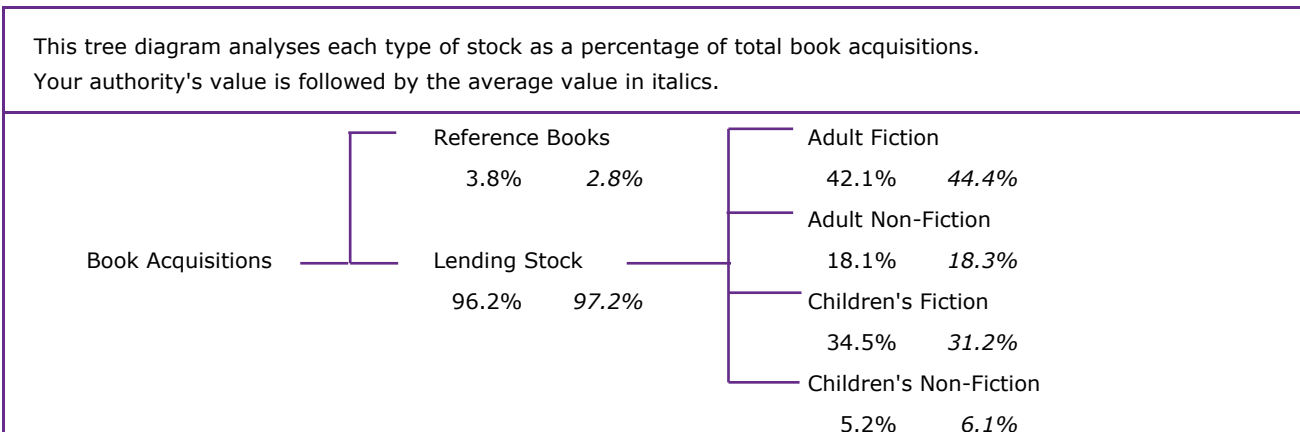 This tree diagram analyses each type of stock as a percentage of total book acquisitions.
Your authority's value is followed by the average value in italics.
Reference Books
3.8% 2.8%
Book Acquisitions
Lending Stock
96.2% 97.2%
Adult Fiction
42.1% 44.4%
Adult Non-Fiction
18.1% 18.3%
Children's Fiction
34.5% 31.2%
Children's Non-Fiction
5.2% 6.1%